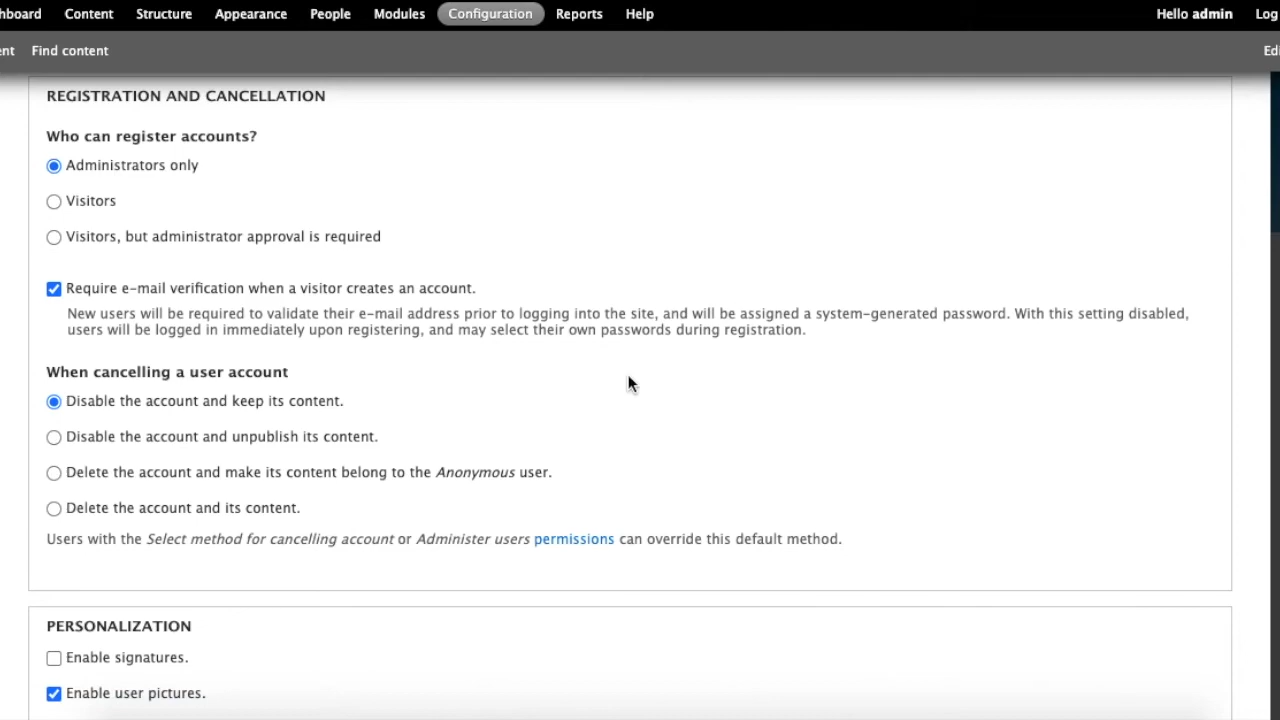 hboard Content Structure Appearance People Modules Configuration Reports Help Hello admin Log
ent Find content Edi
REGISTRATION AND CANCELLATION
Who can register accounts?
Administrators only
Visitors
Visitors, but administrator approval is required
Require e-mail verification when a visitor creates an account.
New users will be required to validate their e-mail address prior to logging into the site, and will be assigned a system-generated password. With this setting disabled,
users will be logged in immediately upon registering, and may select their own passwords during registration.
When cancelling a user account
Disable the account and keep its content.
Disable the account and unpublish its content.
Delete the account and make its content belong to the Anonymous user.
Delete the account and its content.
Users with the Select method for cancelling account or Administer users permissions can override this default method.
PERSONALIZATION
Enable signatures.
Enable user pictures.